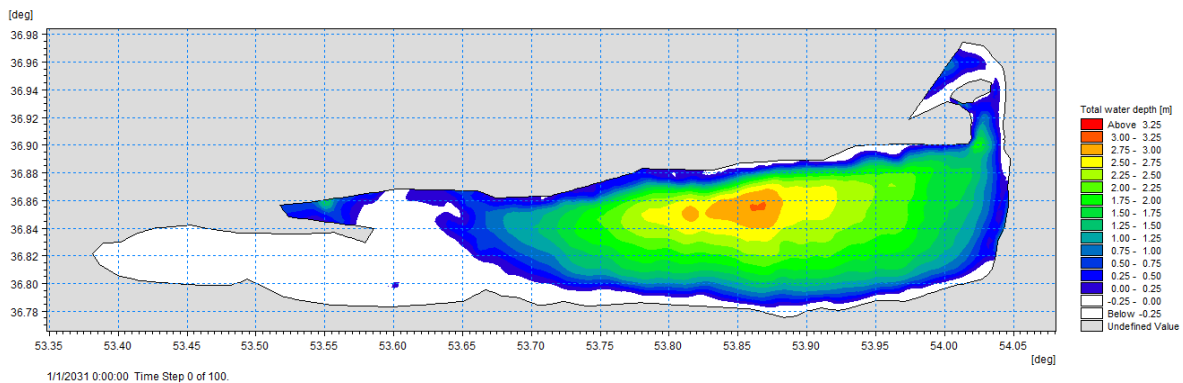 [deg]
36.98
36.96
36.94
36.92
36.90
36.88
36.86
36.84
36.82
36.80
36.78
53.35 53.40 53.45 53.50 53.55 53.60 53.65 53.70 53.75 53.80 53.85 53.90 53.95 54.00 54.05
[deg]
1/1/2031 0:00:00 Time Step 0 of 100.
Total water depth [m]
Above 3.25
3.00 - 3.25
2.75 - 3.00
2.50 - 2.75
2.25 - 2.50
2.00 - 2.25
1.75 - 2.00
1.50 - 1.75
1.25 - 1.50
1.00 - 1.25
0.75 - 1.00
0.50 - 0.75
0.25 - 0.50
0.00 - 0.25
-0.25 - 0.00
Below -0.25
Undefined Value